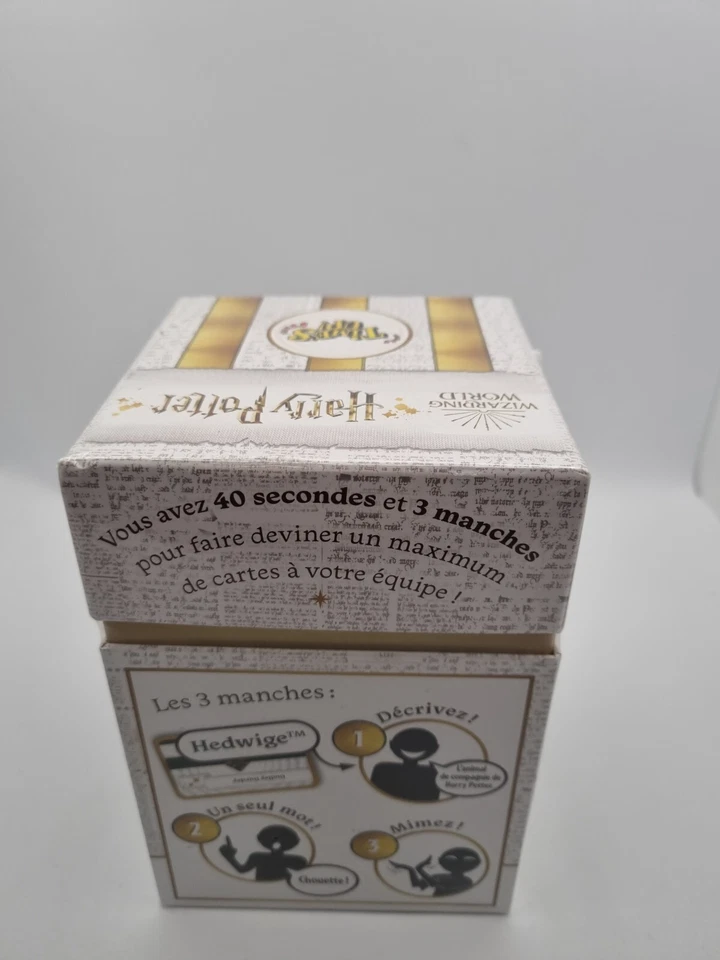 TIME'S UP!
Harry Potter
WIZARDING
WORLD
Vous avez 40 secondes et 3 manches
pour faire deviner un maximum
de cartes à votre équipe !
Les 3 manches :
Hedwige™
1
Décrivez !
L'animal
de compagnie de
Harry Potter.
2
Un seul mot !
Chouette !
3
Mimez !